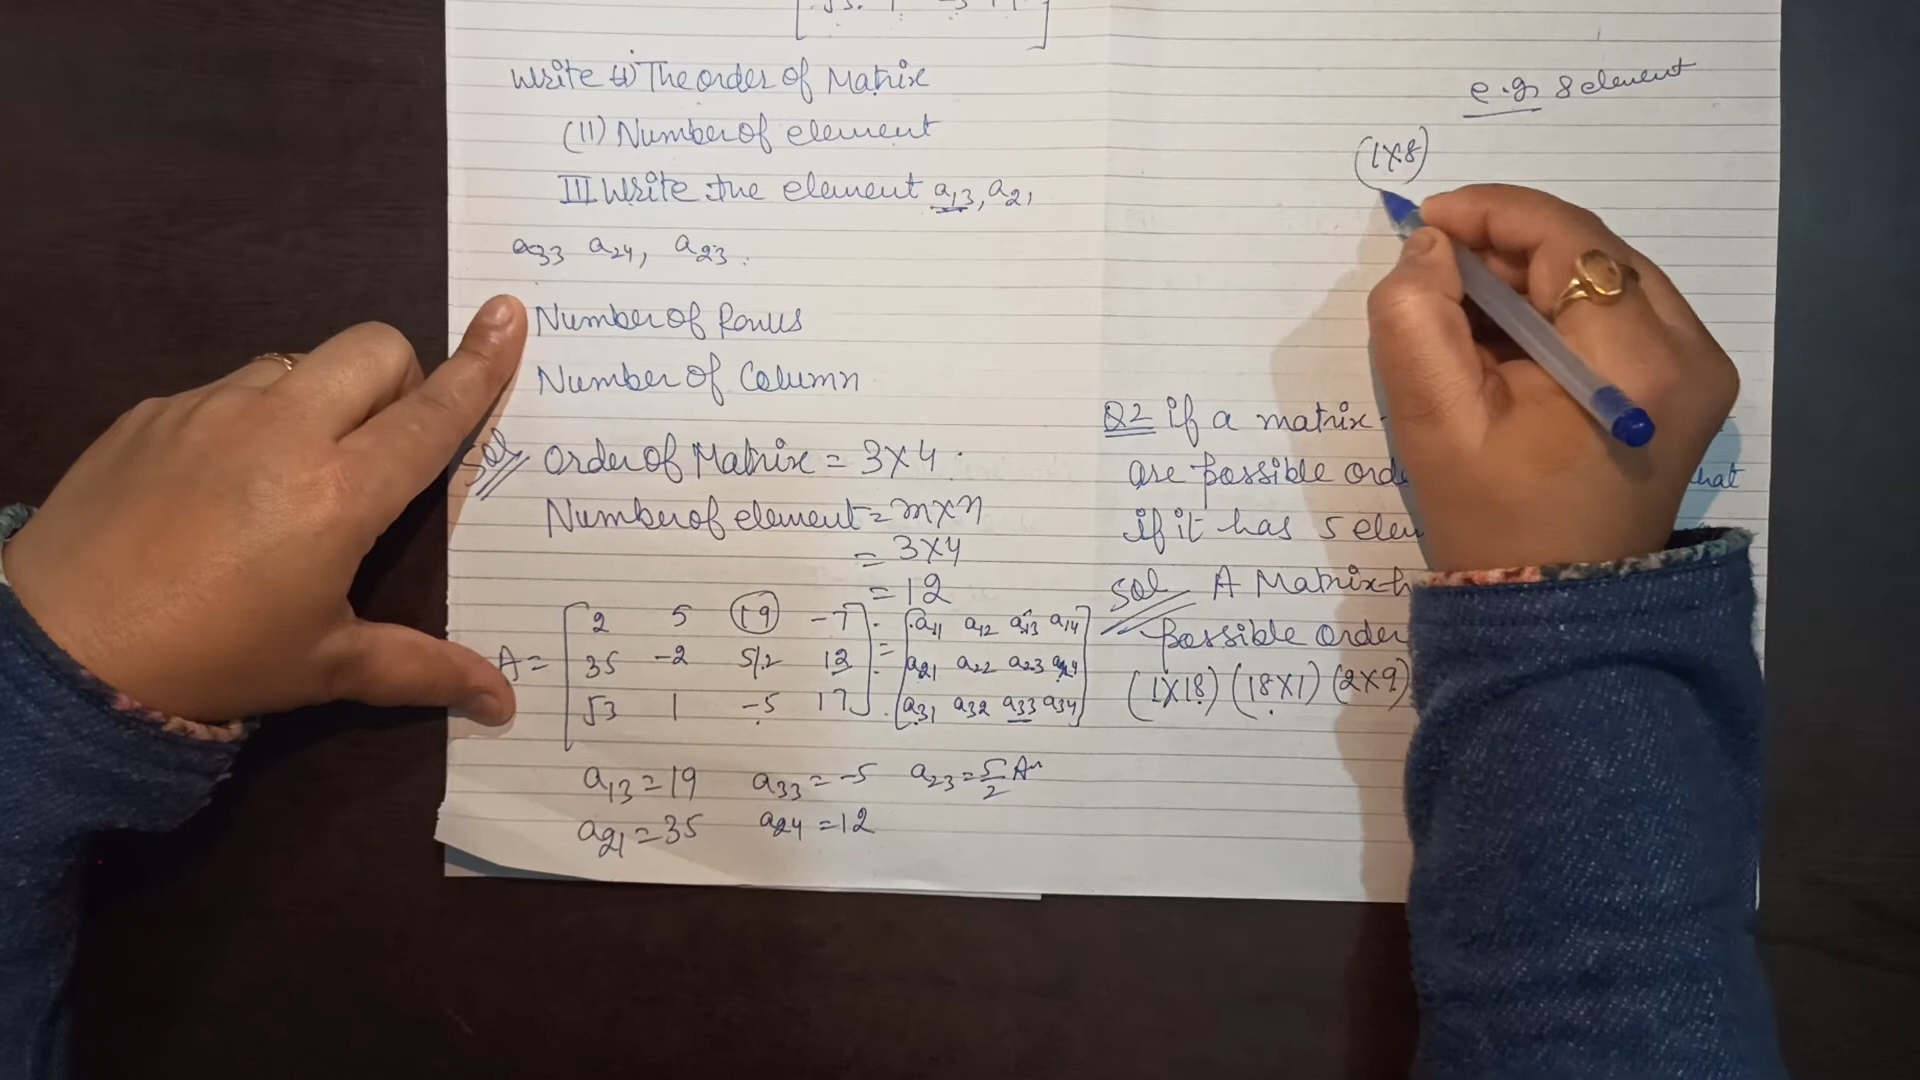 Write (i) The order of Matrix
(II) Number of element
III Write the element a13, a21
a33 a24, a23.
Number of Rows
Number of Column
Sol Order of Matrix = 3×4.
Number of element = m×n
= 3×4
= 12
A = [2 5 19 -7
35 -2 5/2 12
√3 1 -5 17] = [a11 a12 a13 a14
a21 a22 a23 a24
a31 a32 a33 a34]
a13 = 19 a33 = -5 a23 = 5/2 An
a21 = 35 a24 = 12
e.g. 8 element
(1×8)
Q2 if a matrix
are possible hat
if it has 5
Sol A Matrix
possible order
(1×18) (18×1) (2×9)